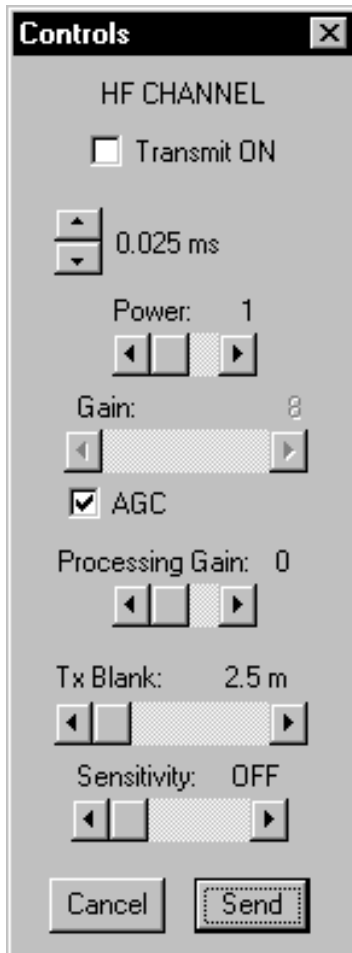 Controls
HF CHANNEL
Transmit ON
0.025 ms
Power: 1
Gain: 8
AGC
Processing Gain: 0
Tx Blank: 2.5 m
Sensitivity: OFF
Cancel Send